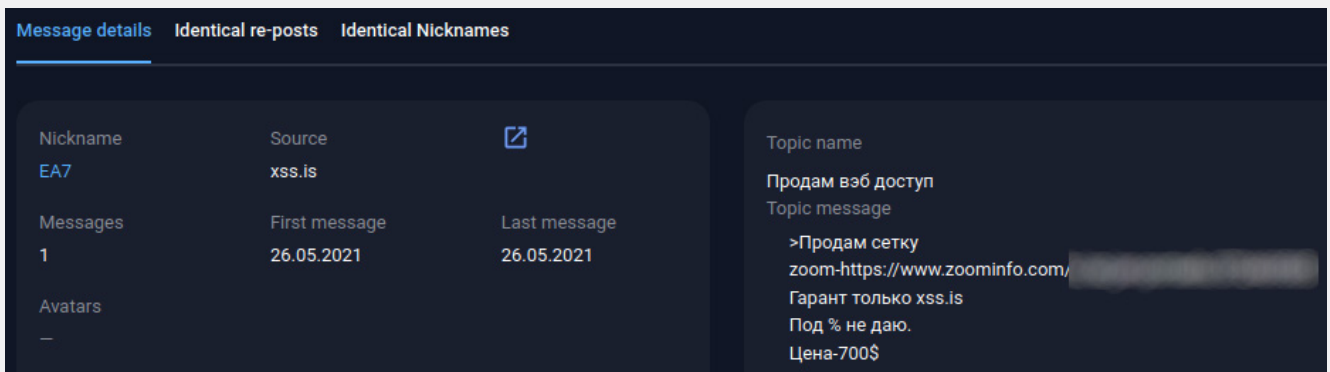 Message details Identical re-posts Identical Nicknames
Nickname Source
EA7 xss.is
Messages First message Last message
1 26.05.2021 26.05.2021
Avatars
—
Topic name
Продам вэб доступ
Topic message
>Продам сетку
zoom-https://www.zoominfo.com/
Гарант только xss.is
Под % не даю.
Цена-700$